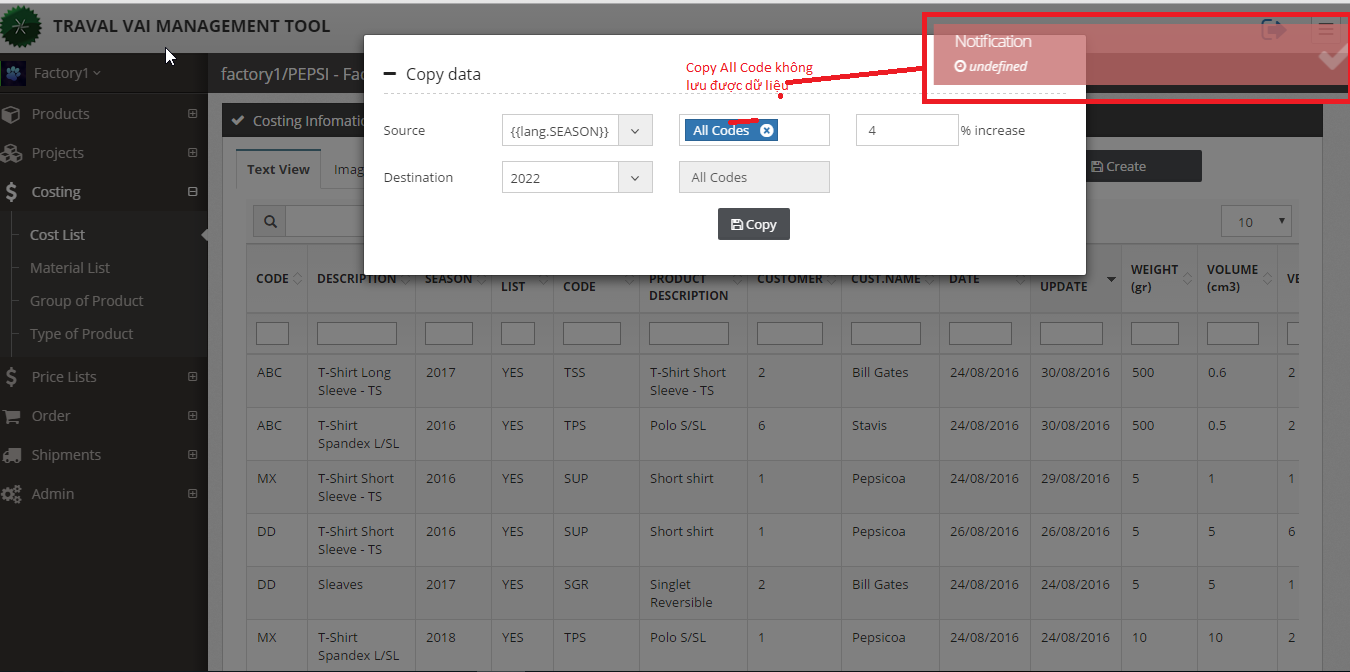 TRAVAL VAI MANAGEMENT TOOL
Notification
undefined
Factory1
factory1/PEPSI - Fac
Copy data
Copy All Code không
lưu được dữ liệu
Products
Projects
Costing
Cost List
Material List
Group of Product
Type of Product
Price Lists
Order
Shipments
Admin
Costing Infomatio
Source
{{lang.SEASON}}
All Codes
4
% increase
Destination
2022
All Codes
Copy
Text View
Imag
Create
10
CODE
DESCRIPTION
SEASON
LIST
CODE
PRODUCT
DESCRIPTION
CUSTOMER
CUST.NAME
DATE
UPDATE
WEIGHT
(gr)
VOLUME
(cm3)
VE
ABC T-Shirt Long 2017 YES TSS T-Shirt Short 2 Bill Gates 24/08/2016 30/08/2016 500 0.6 2
Sleeve - TS Sleeve - TS
ABC T-Shirt 2016 YES TPS Polo S/SL 6 Stavis 24/08/2016 30/08/2016 500 0.5 2
Spandex L/SL
MX T-Shirt Short 2016 YES SUP Short shirt 1 Pepsicoa 24/08/2016 29/08/2016 5 1 1
Sleeve - TS
DD T-Shirt Short 2016 YES SUP Short shirt 1 Pepsicoa 26/08/2016 26/08/2016 5 5 6
Sleeve - TS
DD Sleaves 2017 YES SGR Singlet 2 Bill Gates 24/08/2016 24/08/2016 5 5 1
Reversible
MX T-Shirt 2018 YES TPS Polo S/SL 1 Pepsicoa 24/08/2016 24/08/2016 10 10 2
Spandex L/SL